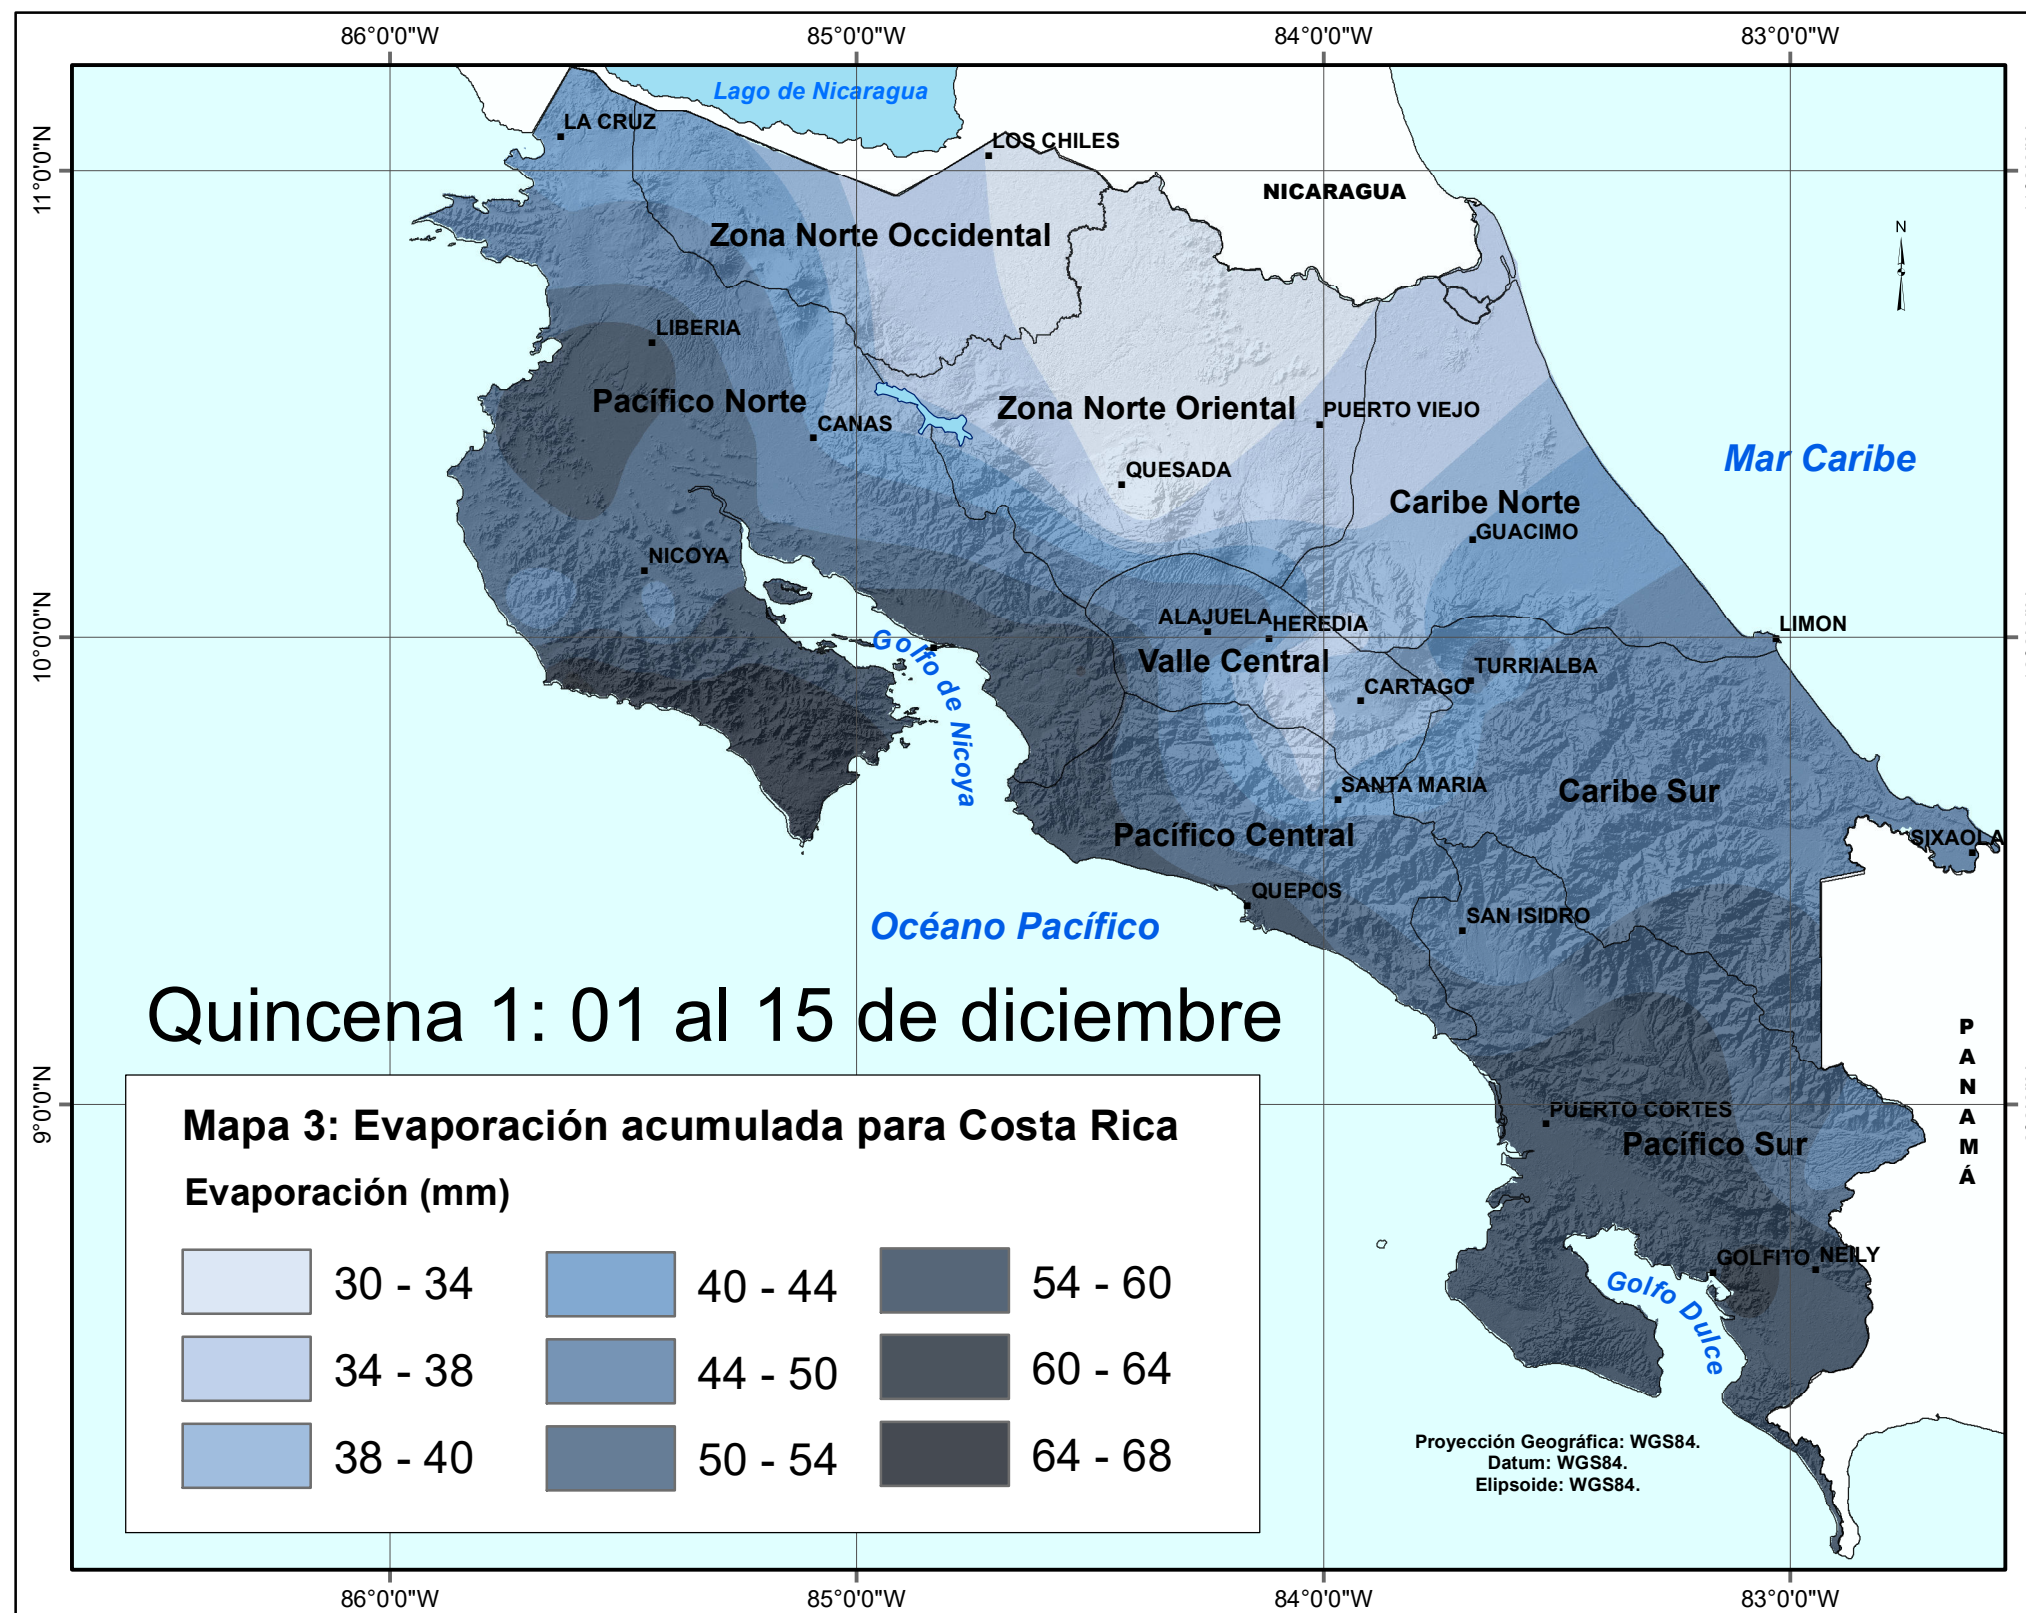 86°0'0"W
85°0'0"W
84°0'0"W
83°0'0"W
Lago de Nicaragua
LA CRUZ
LOS CHILES
11°0'0"N
NICARAGUA
N
Zona Norte Occidental
LIBERIA
Pacífico Norte
CANAS
Zona Norte Oriental
PUERTO VIEJO
Mar Caribe
QUESADA
Caribe Norte
GUACIMO
NICOYA
10°0'0"N
ALAJUELA
HEREDIA
LIMON
Golfo de Nicoya
Valle Central
TURRIALBA
CARTAGO
SANTA MARIA
Caribe Sur
Pacífico Central
SIXAOLA
QUEPOS
SAN ISIDRO
Océano Pacífico
Quincena 1: 01 al 15 de diciembre
PANAMÁ
9°0'0"N
PUERTO CORTES
Pacífico Sur
GOLFITO
NEILY
Golfo Dulce
Mapa 3: Evaporación acumulada para Costa Rica
Evaporación (mm)
30 - 34
40 - 44
54 - 60
34 - 38
44 - 50
60 - 64
38 - 40
50 - 54
64 - 68
Proyección Geográfica: WGS84.
Datum: WGS84.
Elipsoide: WGS84.
86°0'0"W
85°0'0"W
84°0'0"W
83°0'0"W